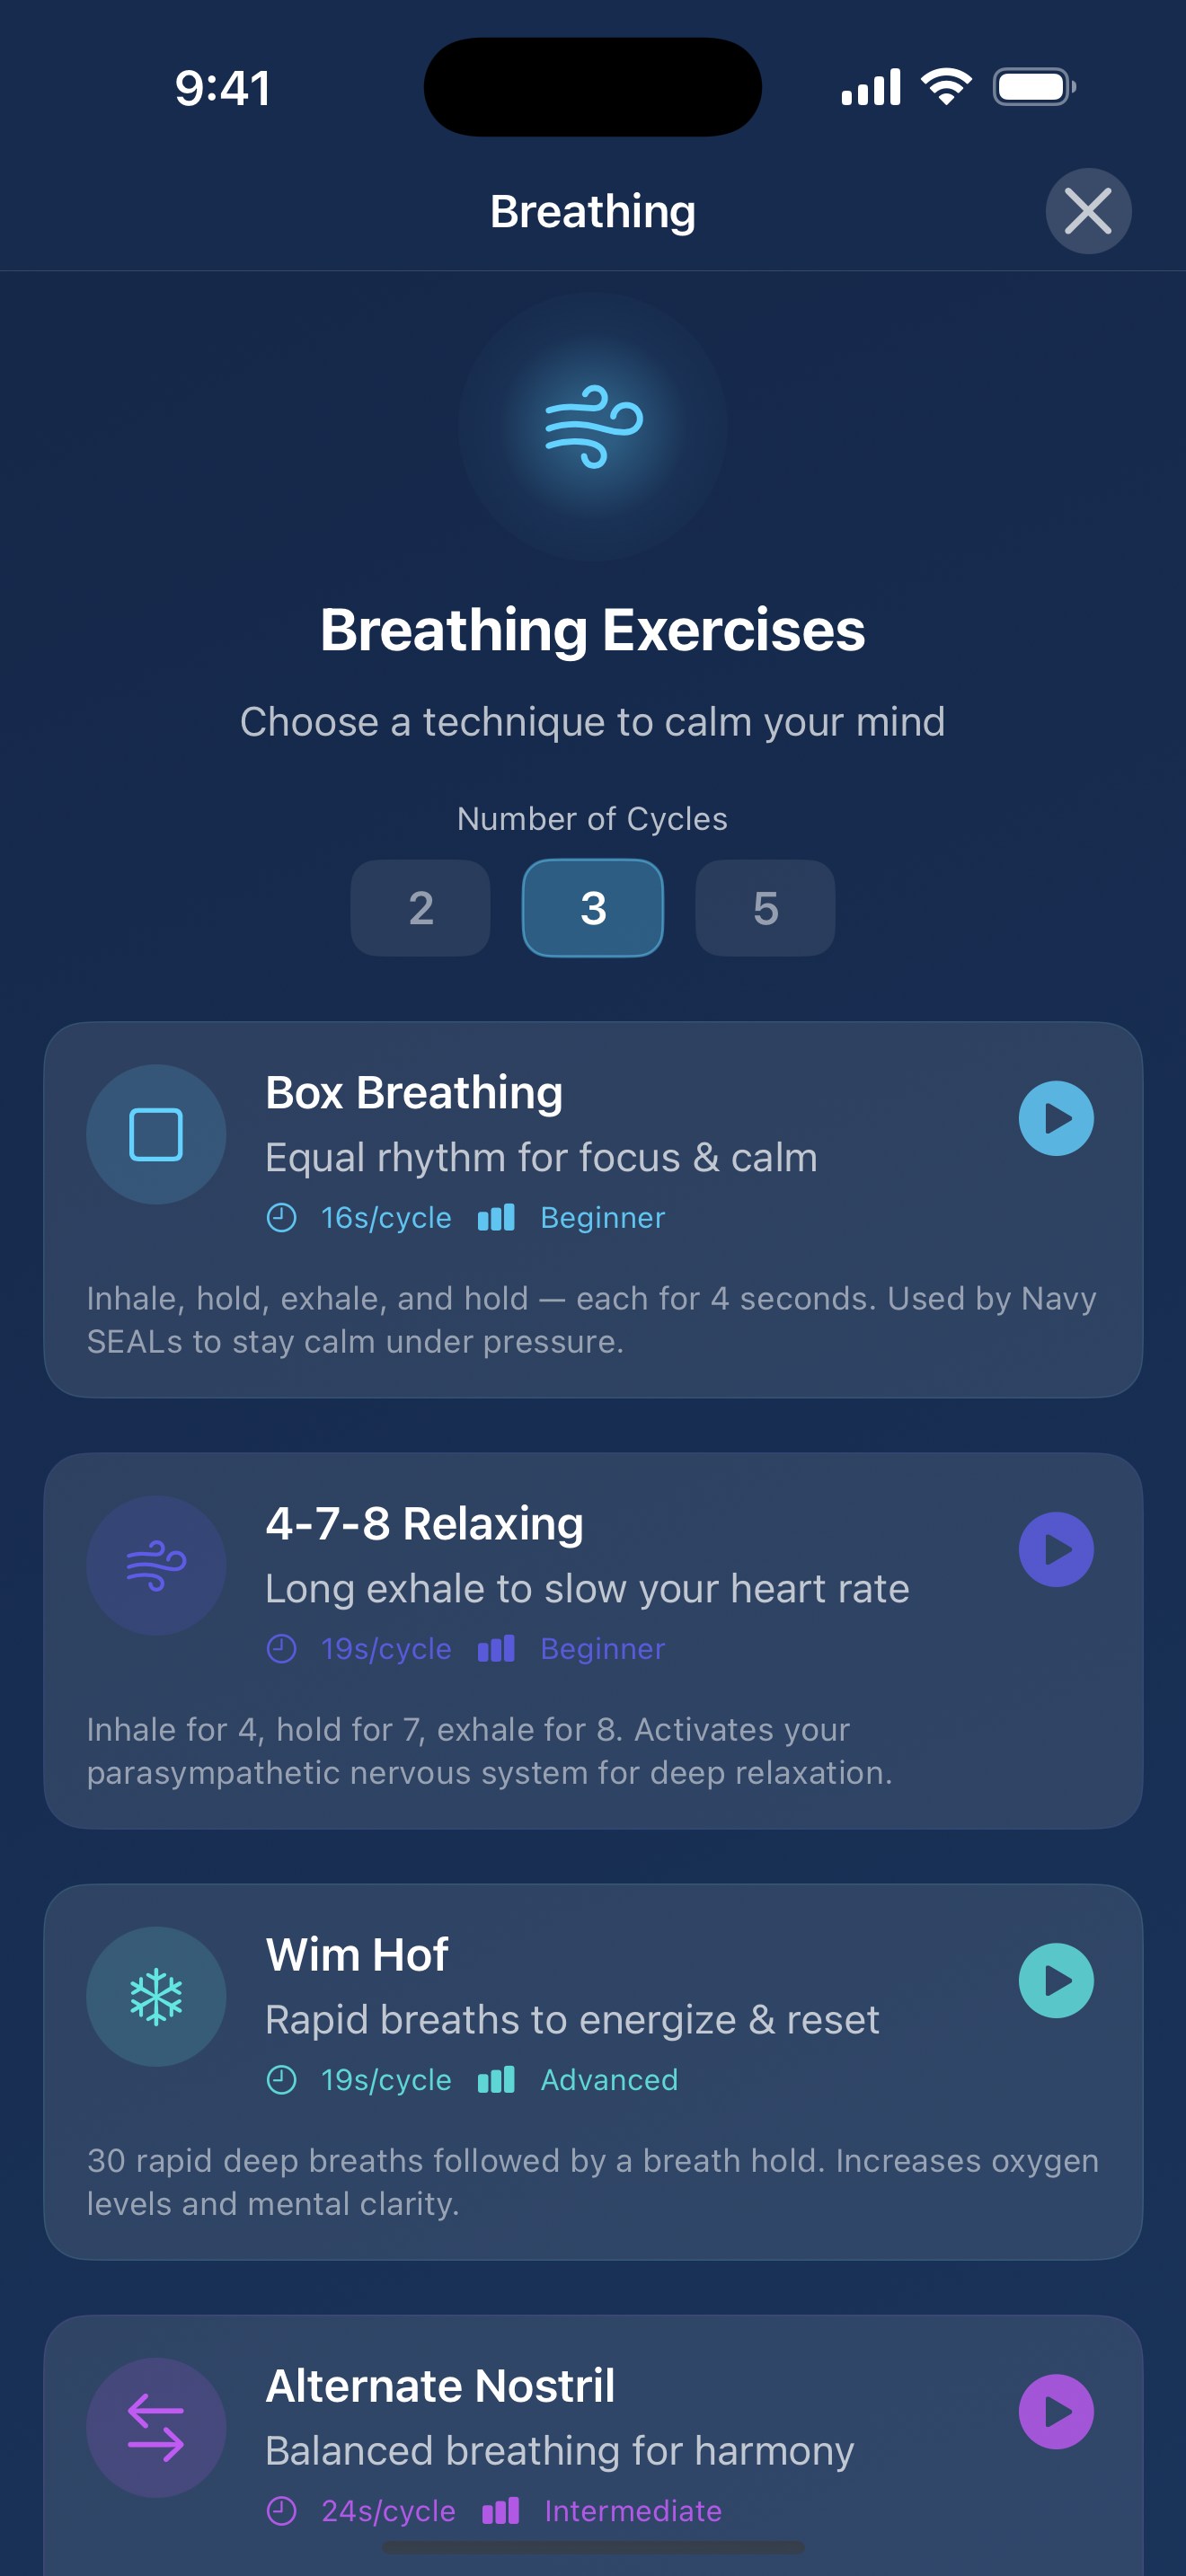 9:41
Breathing
Breathing Exercises
Choose a technique to calm your mind
Number of Cycles
2 3 5
Box Breathing
Equal rhythm for focus & calm
16s/cycle Beginner
Inhale, hold, exhale, and hold — each for 4 seconds. Used by Navy
SEALs to stay calm under pressure.
4-7-8 Relaxing
Long exhale to slow your heart rate
19s/cycle Beginner
Inhale for 4, hold for 7, exhale for 8. Activates your
parasympathetic nervous system for deep relaxation.
Wim Hof
Rapid breaths to energize & reset
19s/cycle Advanced
30 rapid deep breaths followed by a breath hold. Increases oxygen
levels and mental clarity.
Alternate Nostril
Balanced breathing for harmony
24s/cycle Intermediate